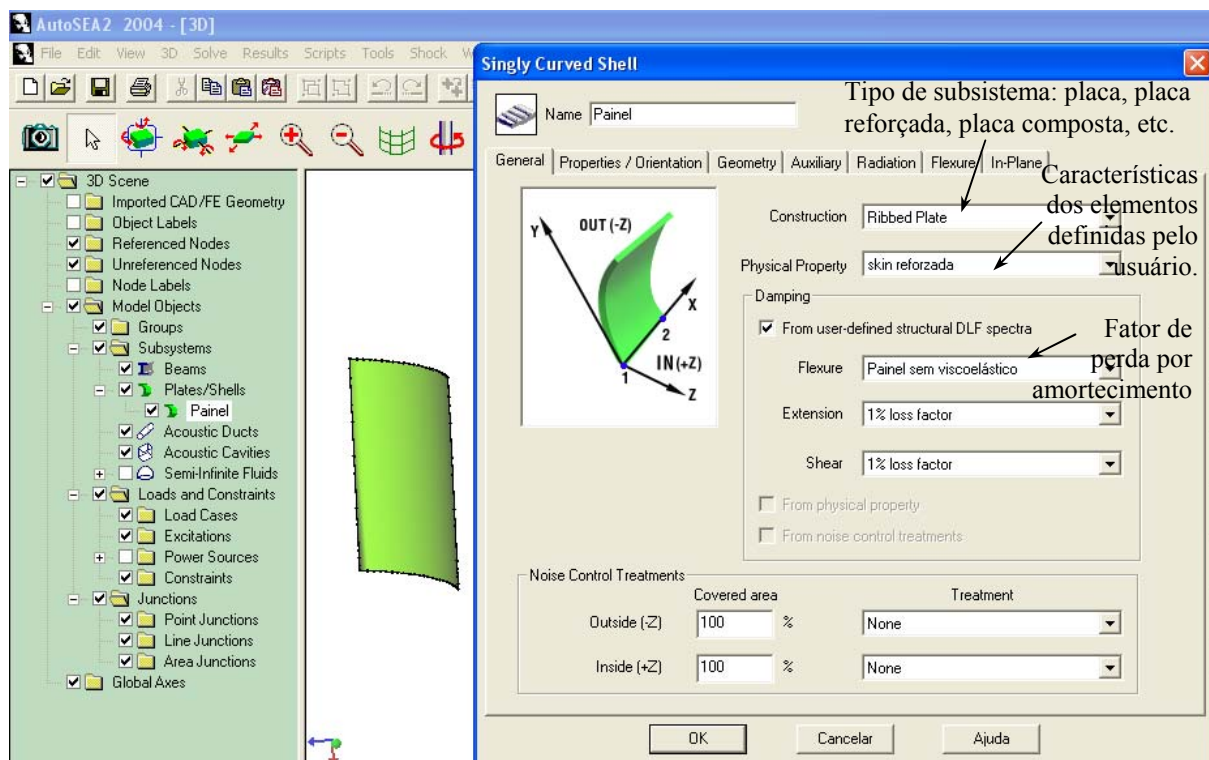 AutoSEA2 2004 - [3D]
File Edit View 3D Solve Results Scripts Tools Shock W
Singly Curved Shell
Name Painel
Tipo de subsistema: placa, placa
reforçada, placa composta, etc.
General Properties / Orientation Geometry Auxiliary Radiation Flexure In-Plane
Características
dos elementos
definidas pelo
usuário.
Construction Ribbed Plate
Physical Property skin reforzada
Y OUT (-Z) X 2 IN (+Z) 1 Z
Damping
From user-defined structural DLF spectra
Fator de
perda por
amortecimento
Flexure Painel sem viscoelástico
Extension 1% loss factor
Shear 1% loss factor
From physical property
From noise control treatments
Noise Control Treatments
Covered area Treatment
Outside (-Z) 100 % None
Inside (+Z) 100 % None
OK Cancelar Ajuda
3D Scene
Imported CAD/FE Geometry
Object Labels
Referenced Nodes
Unreferenced Nodes
Node Labels
Model Objects
Groups
Subsystems
Beams
Plates/Shells
Painel
Acoustic Ducts
Acoustic Cavities
Semi-Infinite Fluids
Loads and Constraints
Load Cases
Excitations
Power Sources
Constraints
Junctions
Point Junctions
Line Junctions
Area Junctions
Global Axes